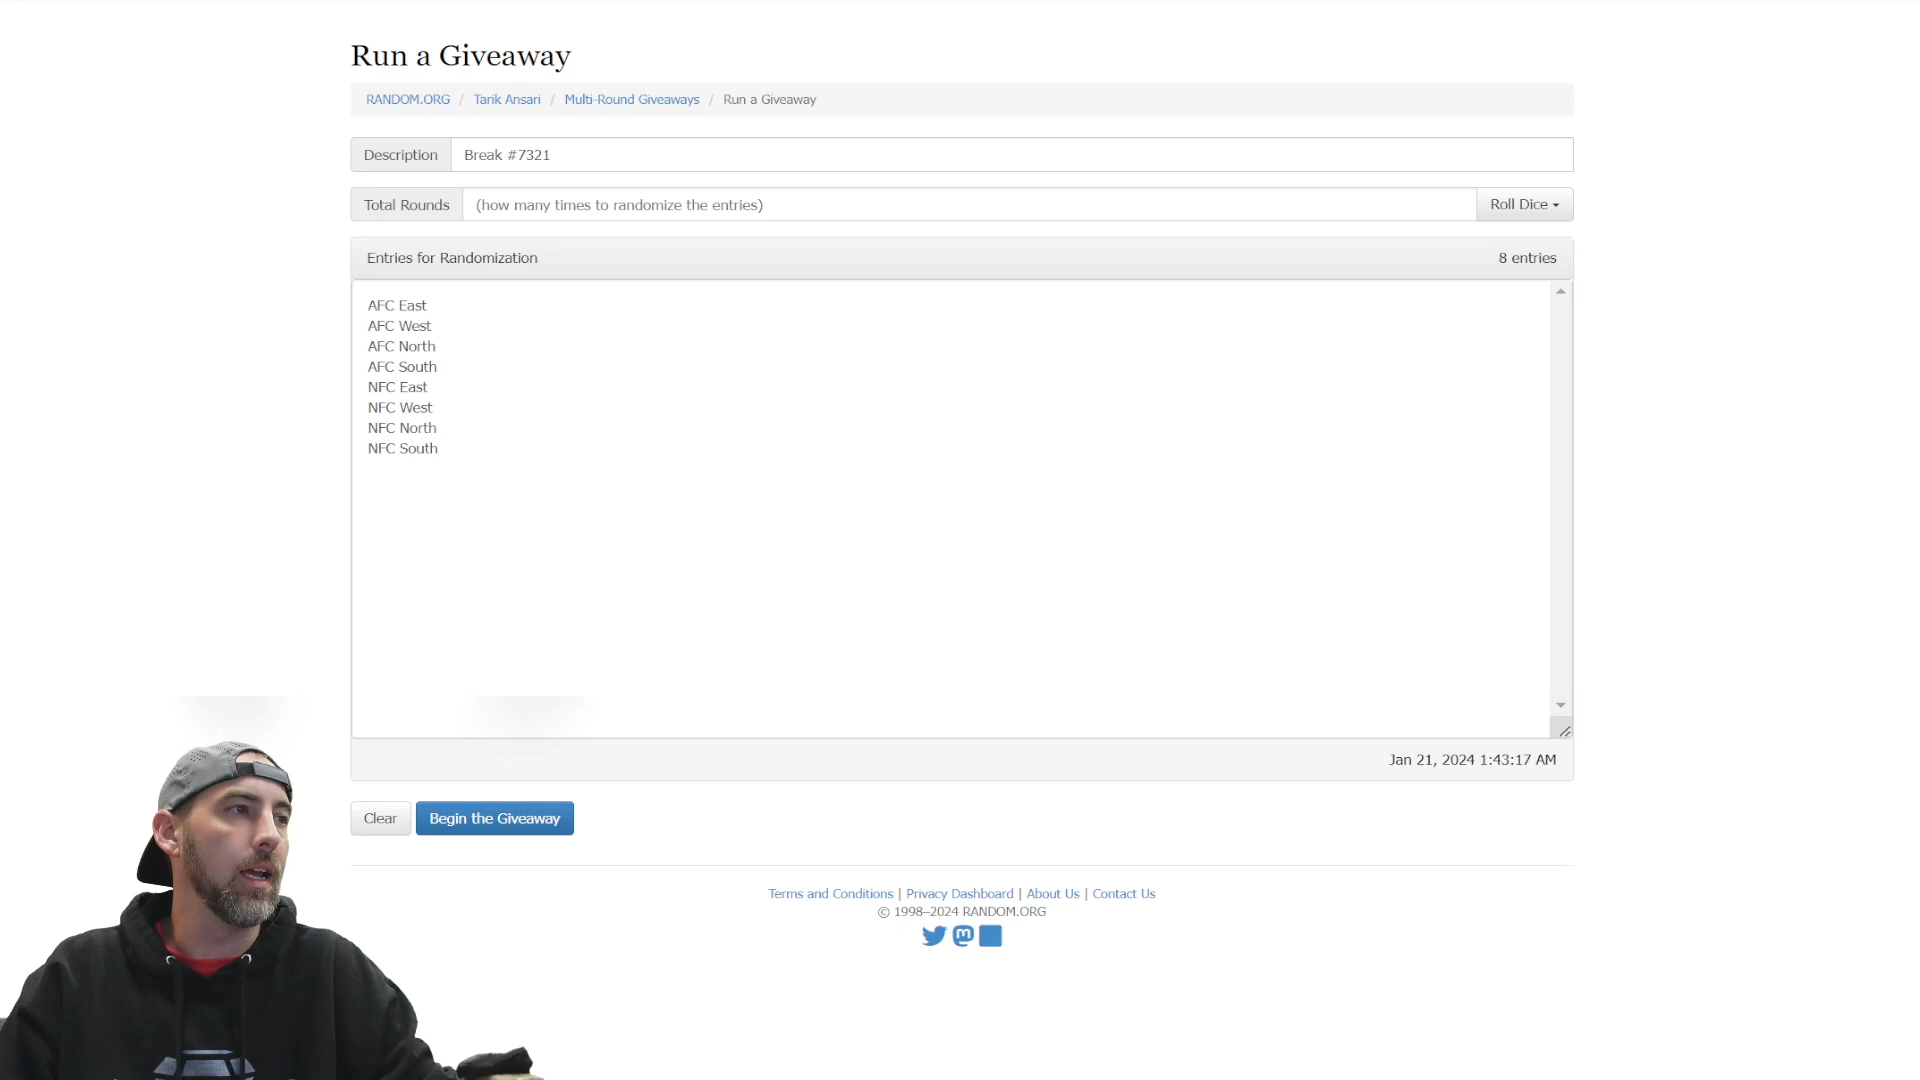 Run a Giveaway
RANDOM.ORG / Tarik Ansari / Multi-Round Giveaways / Run a Giveaway
Description Break #7321
Total Rounds (how many times to randomize the entries) Roll Dice
Entries for Randomization 8 entries
AFC East
AFC West
AFC North
AFC South
NFC East
NFC West
NFC North
NFC South
Jan 21, 2024 1:43:17 AM
Clear Begin the Giveaway
Terms and Conditions | Privacy Dashboard | About Us | Contact Us
© 1998–2024 RANDOM.ORG